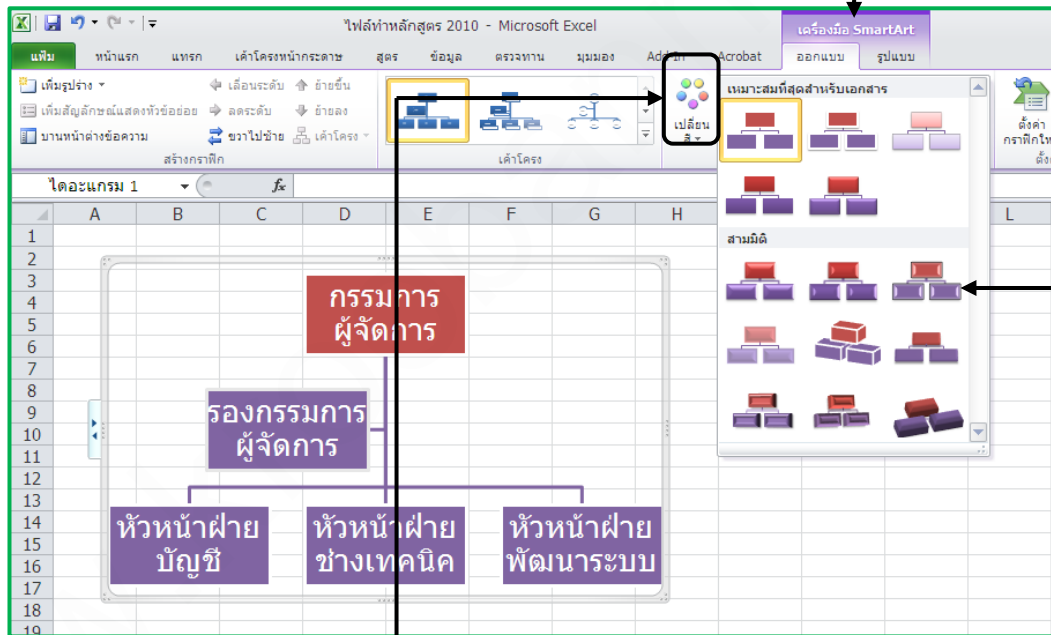 ไฟล์ทำหลักสูตร 2010 - Microsoft Excel
เครื่องมือ SmartArt
แฟ้ม หน้าแรก แทรก เค้าโครงหน้ากระดาษ สูตร ข้อมูล ตรวจทาน มุมมอง Add-In Acrobat ออกแบบ รูปแบบ
เพิ่มรูปร่าง เลื่อนระดับ ย้ายขึ้น
เพิ่มสัญลักษณ์แสดงหัวข้อย่อย ลดระดับ ย้ายลง
บานหน้าต่างข้อความ ขวาไปซ้าย เค้าโครง
สร้างกราฟิก
เค้าโครง
เปลี่ยน
สี
เหมาะสมที่สุดสำหรับเอกสาร
สามมิติ
ตั้งค่า
กราฟิกให
ตั้ง
ไดอะแกรม 1 fx
A B C D E F G H L
1
2
3
4
5
6
7
8
9
10
11
12
13
14
15
16
17
18
19
กรรมการ
ผู้จัดการ
รองกรรมการ
ผู้จัดการ
หัวหน้าฝ่าย
บัญชี
หัวหน้าฝ่าย
ช่างเทคนิค
หัวหน้าฝ่าย
พัฒนาระบบ